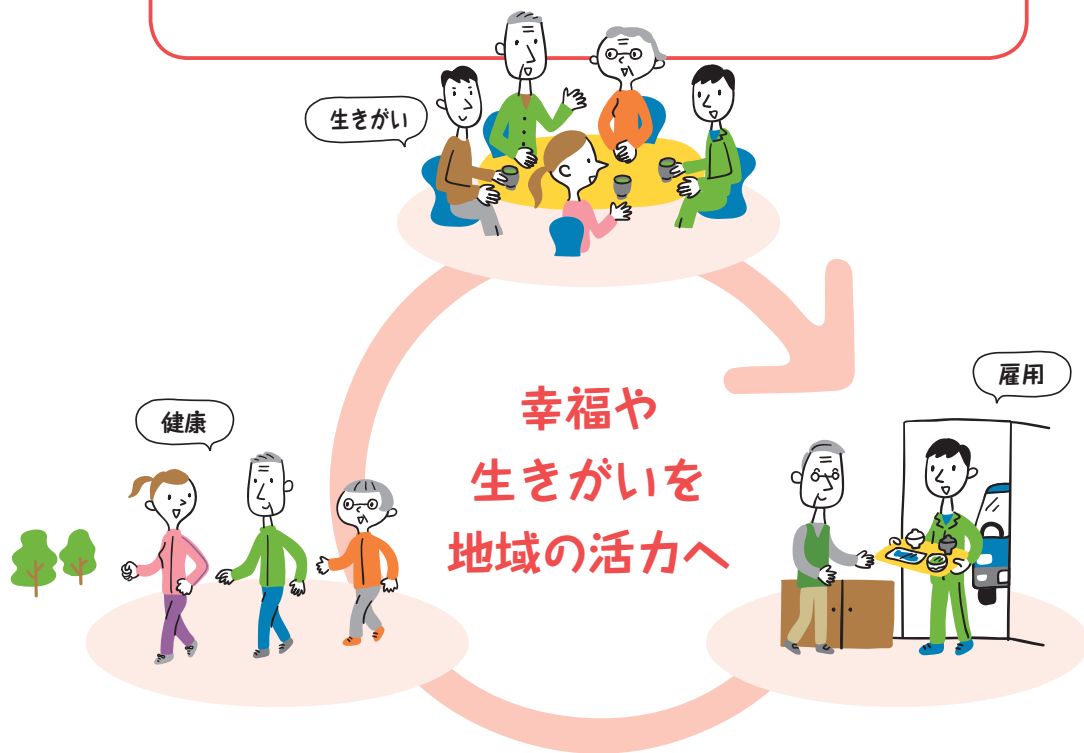 生きがい
雇用
健康
幸福や
生きがいを
地域の活力へ